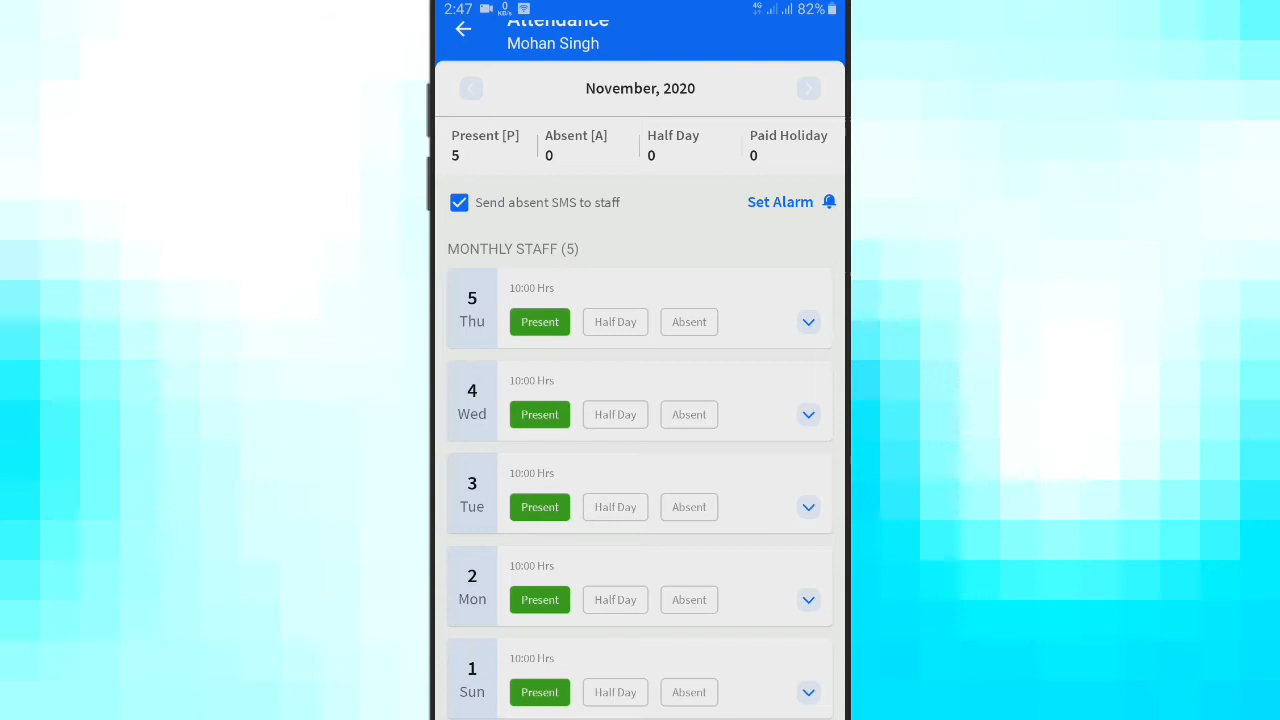 2:47 0 KB/s 4G 82%
Attendance
Mohan Singh
November, 2020
Present [P] Absent [A] Half Day Paid Holiday
5 0 0 0
Send absent SMS to staff Set Alarm
MONTHLY STAFF (5)
10:00 Hrs
5
Thu Present Half Day Absent
10:00 Hrs
4
Wed Present Half Day Absent
10:00 Hrs
3
Tue Present Half Day Absent
10:00 Hrs
2
Mon Present Half Day Absent
10:00 Hrs
1
Sun Present Half Day Absent